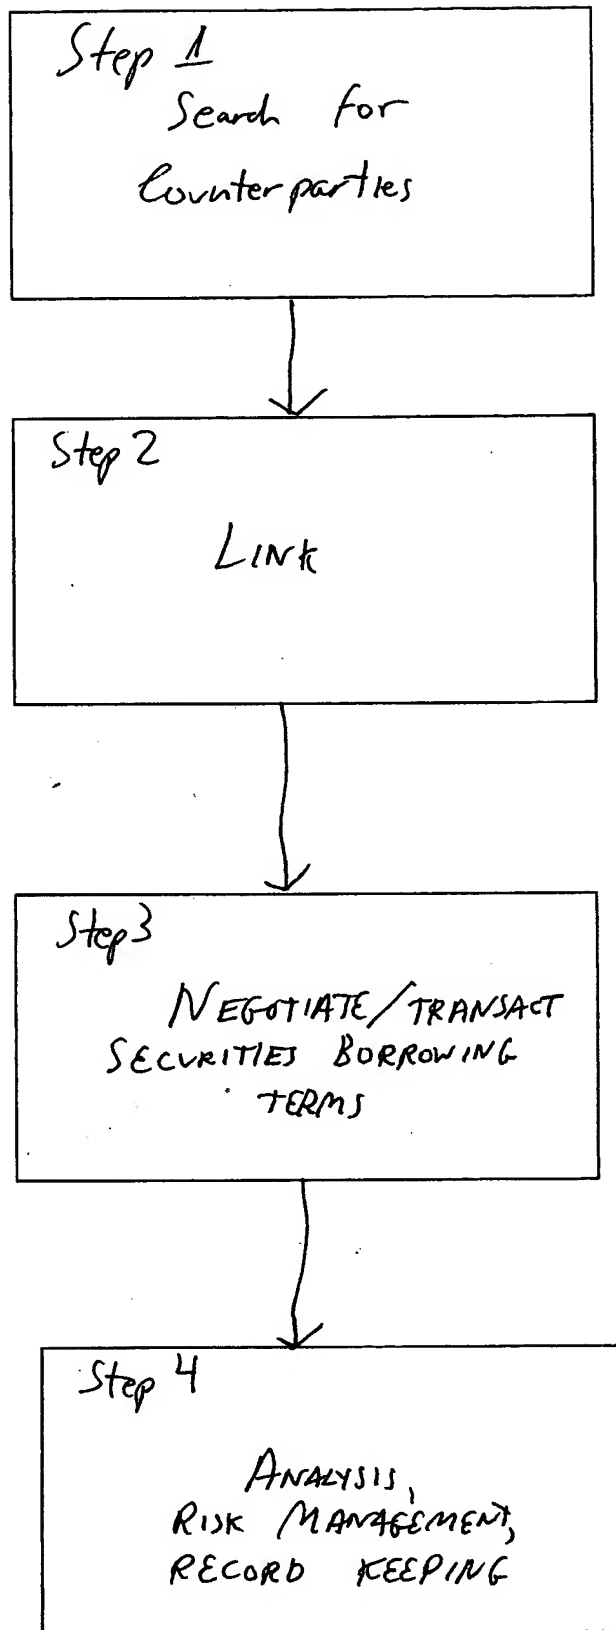 Step 1
Search for
Counterparties
Step 2
LINK
Step 3
NEGOTIATE/TRANSACT
SECURITIES BORROWING
TERMS
Step 4
ANALYSIS,
RISK MANAGEMENT,
RECORD KEEPING